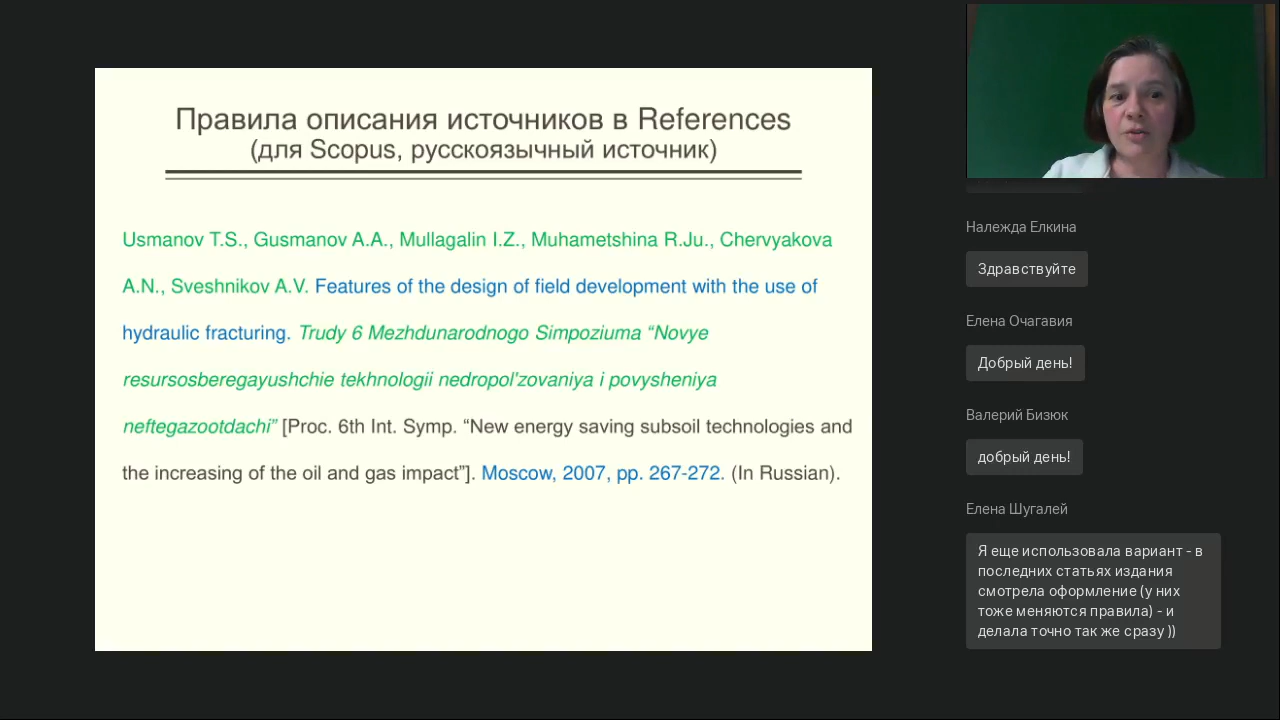 Правила описания источников в References
(для Scopus, русскоязычный источник)
Usmanov T.S., Gusmanov A.A., Mullagalin I.Z., Muhametshina R.Ju., Chervyakova
A.N., Sveshnikov A.V. Features of the design of field development with the use of
hydraulic fracturing. Trudy 6 Mezhdunarodnogo Simpoziuma “Novye
resursosberegayushchie tekhnologii nedropol'zovaniya i povysheniya
neftegazootdachi” [Proc. 6th Int. Symp. “New energy saving subsoil technologies and
the increasing of the oil and gas impact”]. Moscow, 2007, pp. 267-272. (In Russian).
Надежда Елкина
Здравствуйте
Елена Очагавия
Добрый день!
Валерий Бизюк
добрый день!
Елена Шугалей
Я еще использовала вариант - в
последних статьях издания
смотрела оформление (у них
тоже меняются правила) - и
делала точно так же сразу ))